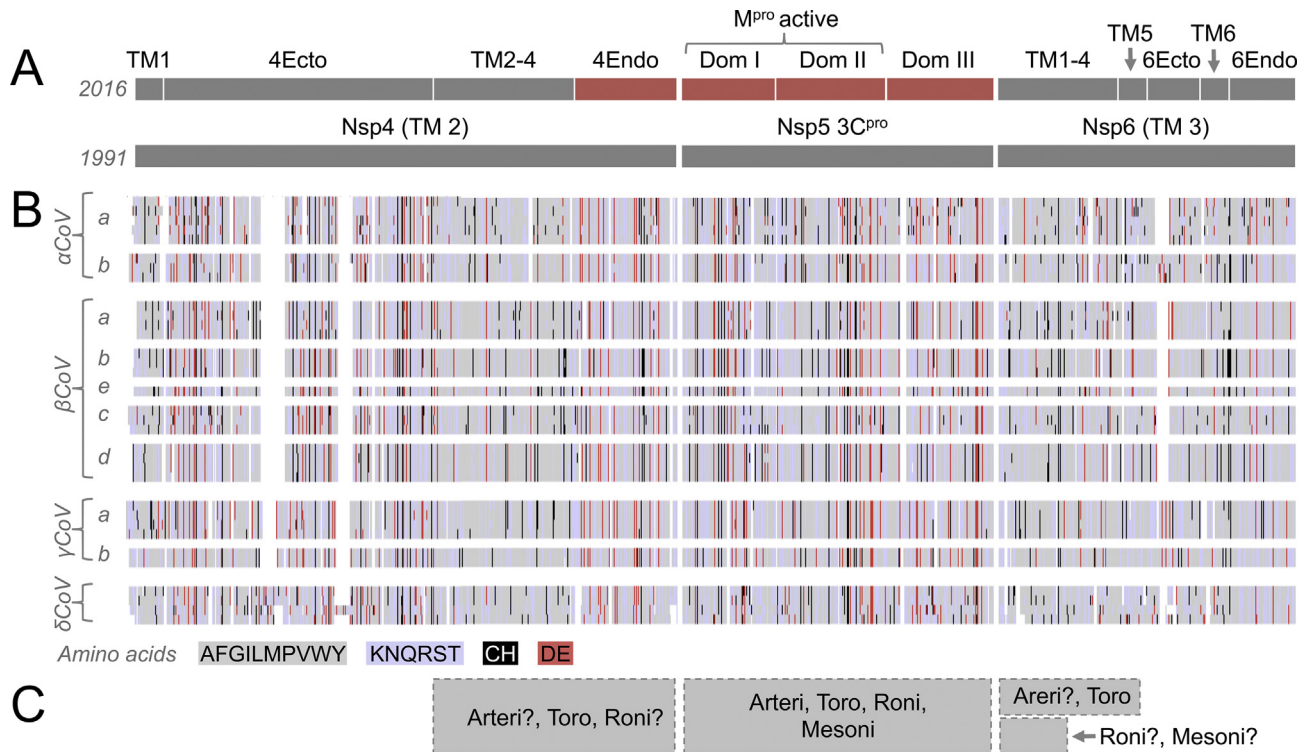 M^pro active
TM5 TM6
A TM1 4Ecto TM2-4 4Endo Dom I Dom II Dom III TM1-4 6Ecto 6Endo
2016
Nsp4 (TM 2) Nsp5 3C^pro Nsp6 (TM 3)
1991
B
αCoV a
b
βCoV a
b
e
c
d
γCoV a
b
δCoV
Amino acids AFGILMPVWY KNQRST CH DE
C Arteri?, Toro, Roni? Arteri, Toro, Roni, Areri?, Toro
Mesoni
Roni?, Mesoni?